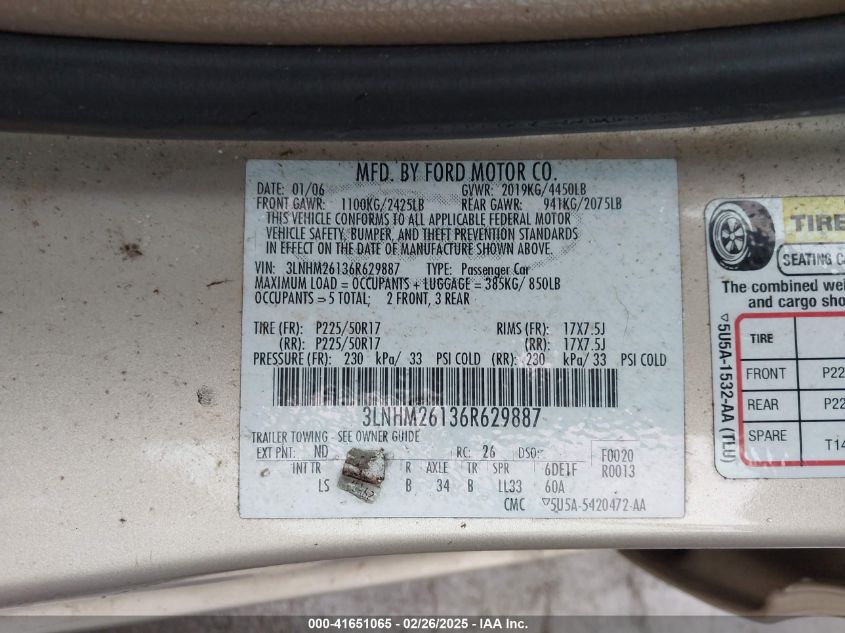 MFD. BY FORD MOTOR CO.
DATE: 01/06 GVWR: 2019KG/4450LB
FRONT GAWR: 1100KG/2425LB REAR GAWR: 941KG/2075LB
THIS VEHICLE CONFORMS TO ALL APPLICABLE FEDERAL MOTOR
VEHICLE SAFETY, BUMPER, AND THEFT PREVENTION STANDARDS
IN EFFECT ON THE DATE OF MANUFACTURE SHOWN ABOVE.
VIN: 3LNHM26136R629887 TYPE: Passenger Car
MAXIMUM LOAD = OCCUPANTS + LUGGAGE = 385KG/ 850LB
OCCUPANTS = 5 TOTAL; 2 FRONT, 3 REAR
TIRE (FR): P225/50R17 RIMS (FR): 17X7.5J
(RR): P225/50R17 (RR): 17X7.5J
PRESSURE (FR): 230 kPa/ 33 PSI COLD (RR): 230 kPa/ 33 PSI COLD
3LNHM26136R629887
TRAILER TOWING - SEE OWNER GUIDE
EXT PNT: ND RC: 26 DSO: F0020
INT TR R AXLE TR SPR 6DE1F R0013
LS B 34 B LL33 60A
CMC ▽5U5A-5420472-AA
TIRE
SEATING
The combined
and cargo
TIRE
FRONT P22
REAR P22
SPARE T14
▽5U5A-1532-AA (TLU)
000-41651065 | 02/26/2025 | IAA Inc.